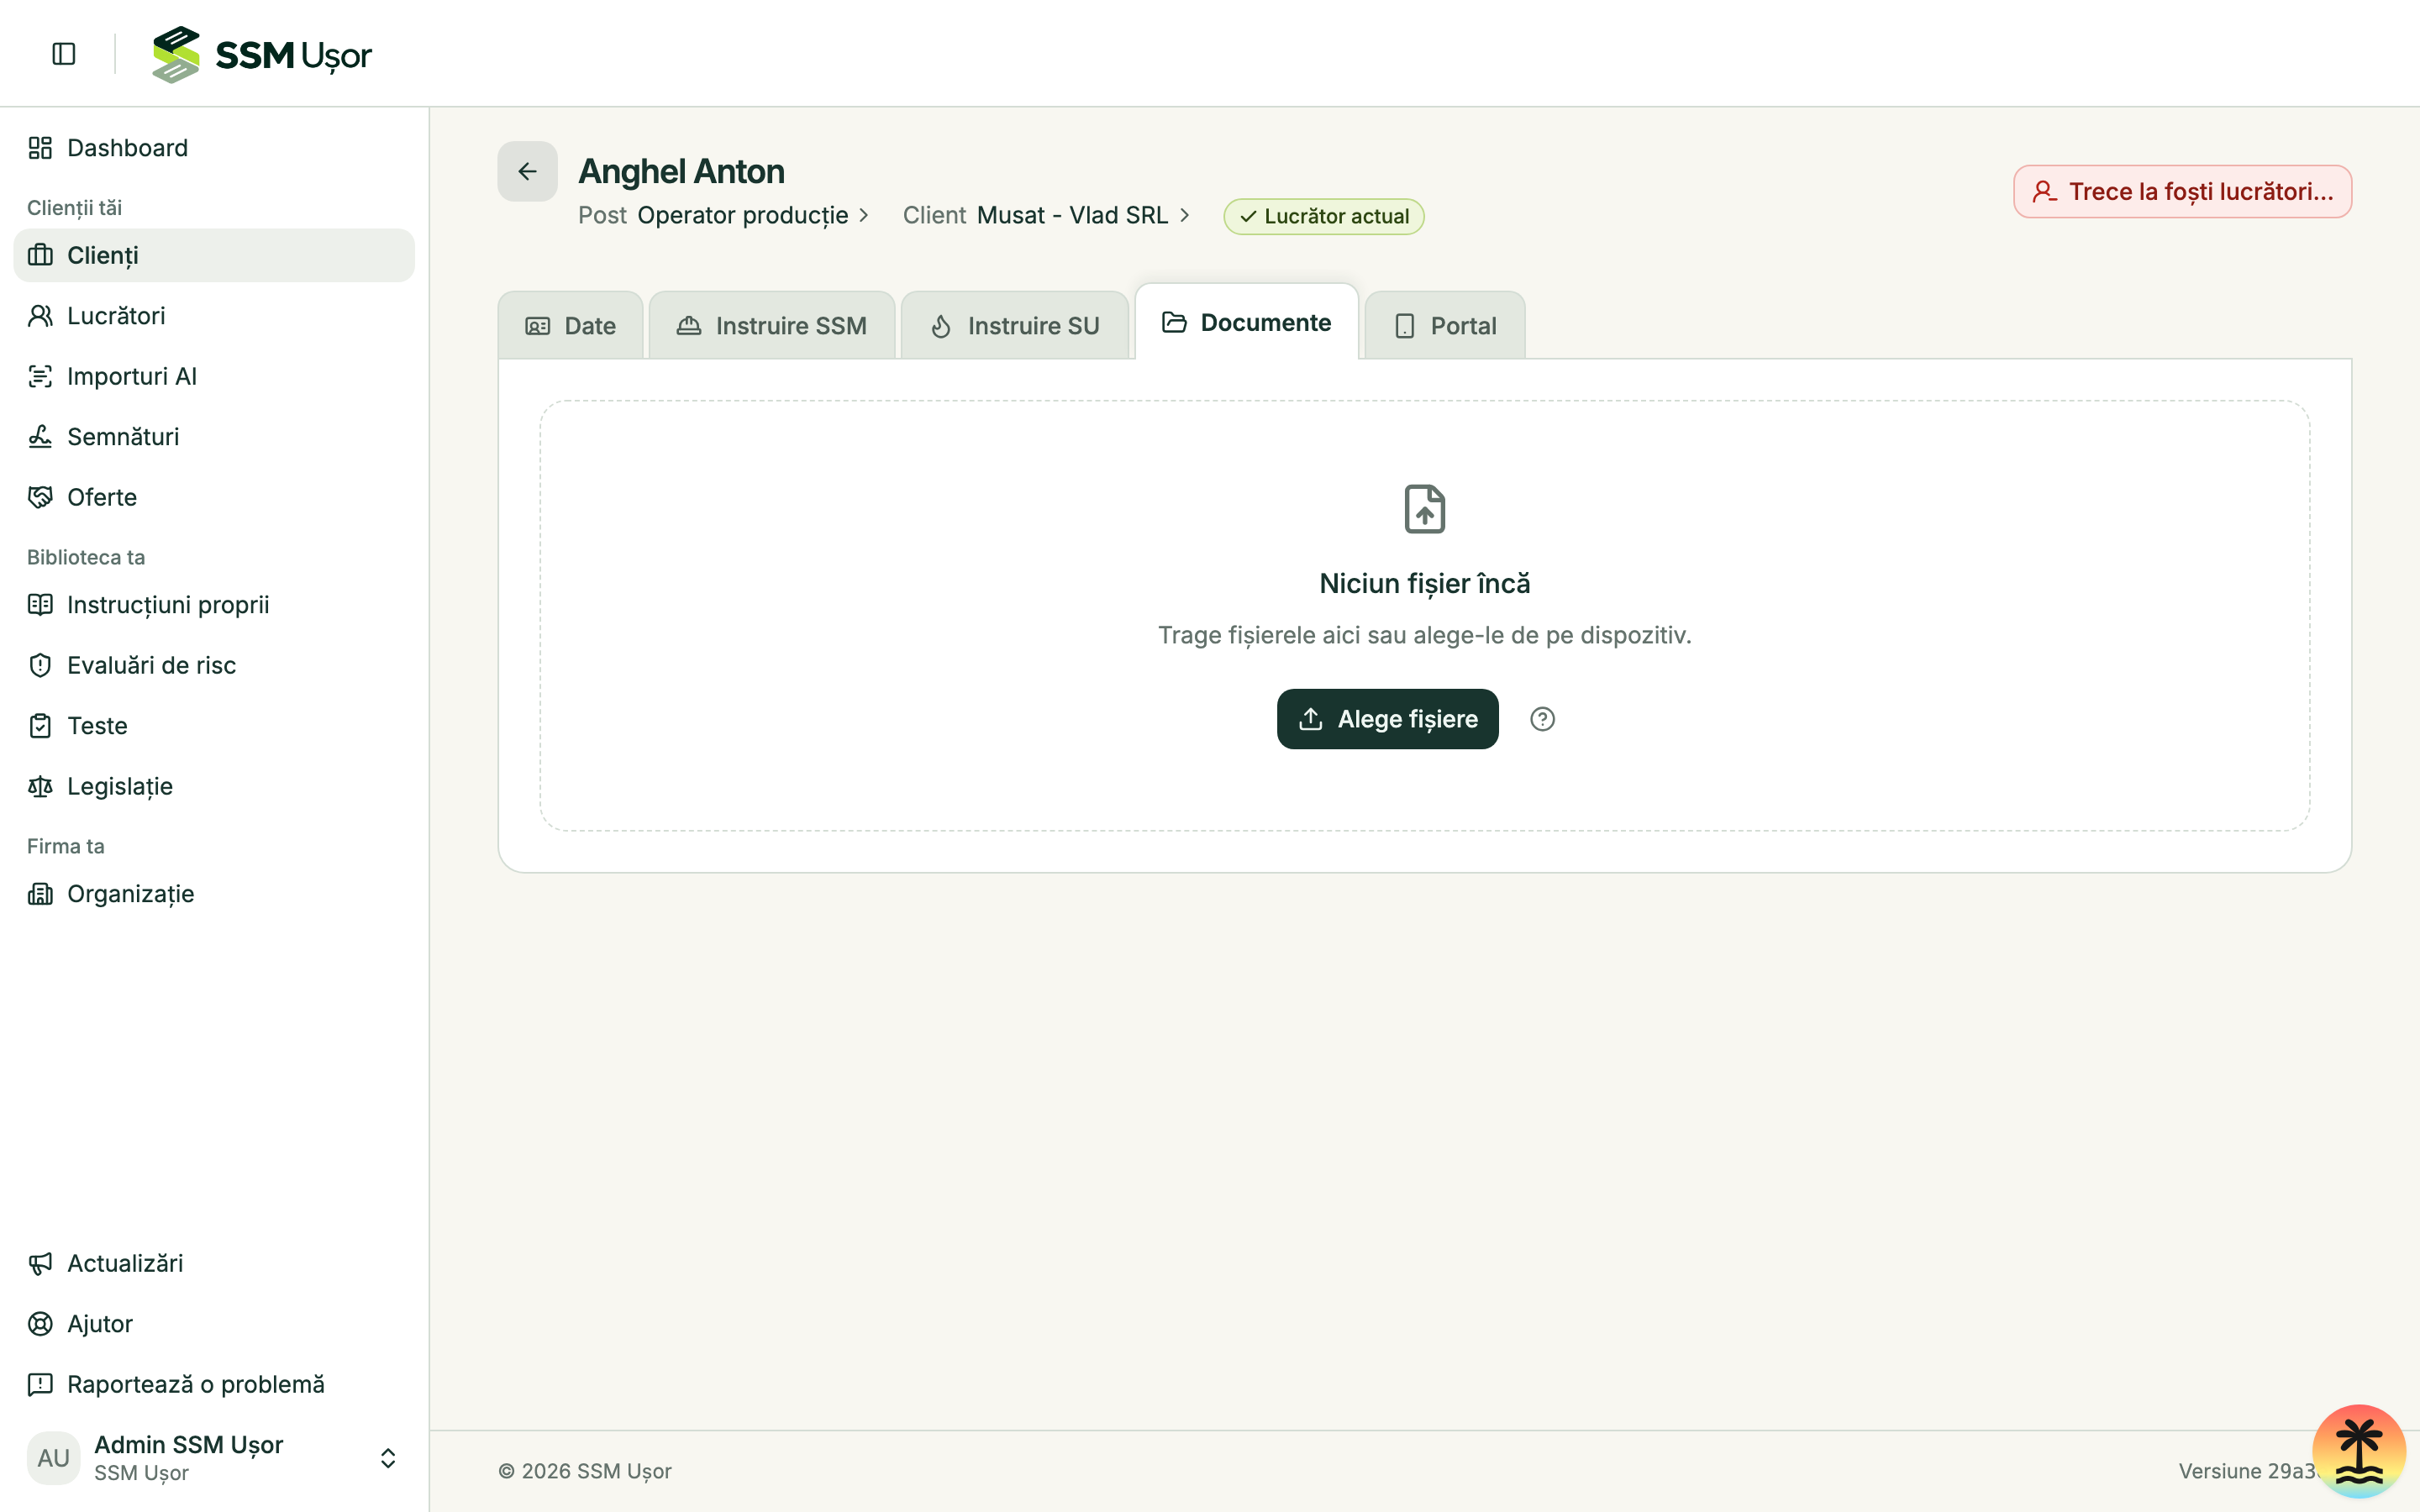 SSM Ușor
Dashboard
Clienții tăi
Clienți
Lucrători
Importuri AI
Semnături
Oferte
Biblioteca ta
Instrucțiuni proprii
Evaluări de risc
Teste
Legislație
Firma ta
Organizație
Actualizări
Ajutor
Raportează o problemă
AU
Admin SSM Ușor
SSM Ușor
Anghel Anton
Post Operator producție
Client Musat - Vlad SRL
Lucrător actual
Trece la foști lucrători...
Date
Instruire SSM
Instruire SU
Documente
Portal
Niciun fișier încă
Trage fișierele aici sau alege-le de pe dispozitiv.
Alege fișiere
© 2026 SSM Ușor
Versiune